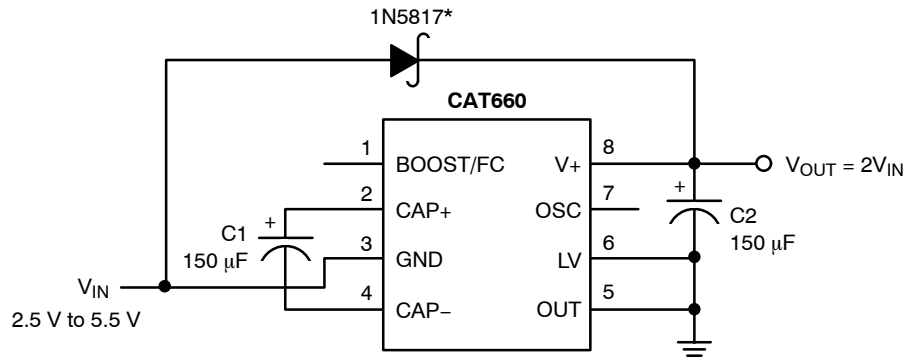 1N5817*
CAT660
1 BOOST/FC V+ 8
VOUT = 2VIN
2 CAP+ OSC 7
+
+
C1
150 μF
C2
150 μF
3 GND LV 6
4 CAP− OUT 5
VIN
2.5 V to 5.5 V